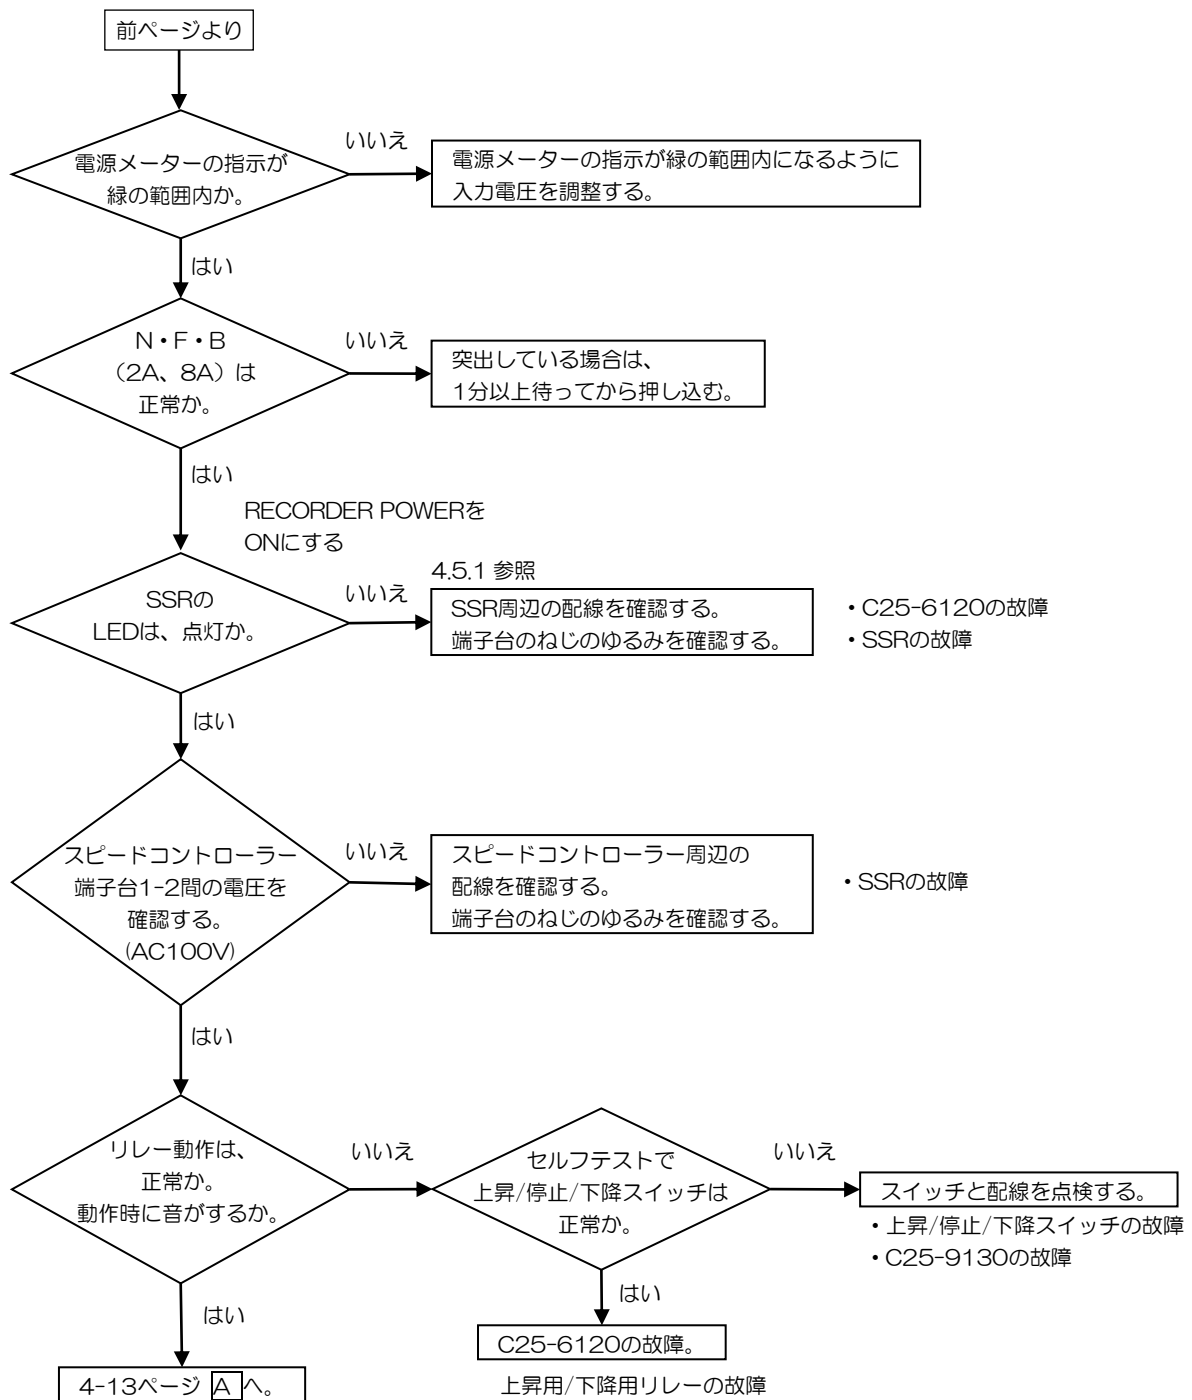 前ページより
電源メーターの指示が
緑の範囲内か。
いいえ
電源メーターの指示が緑の範囲内になるように
入力電圧を調整する。
はい
N・F・B
（2A、8A）は
正常か。
いいえ
突出している場合は、
1分以上待ってから押し込む。
はい
RECORDER POWERを
ONにする
SSRの
LEDは、点灯か。
いいえ
4.5.1 参照
SSR周辺の配線を確認する。
端子台のねじのゆるみを確認する。
・C25-6120の故障
・SSRの故障
はい
スピードコントローラー
端子台1-2間の電圧を
確認する。
(AC100V)
いいえ
スピードコントローラー周辺の
配線を確認する。
端子台のねじのゆるみを確認する。
・SSRの故障
はい
リレー動作は、
正常か。
動作時に音がするか。
いいえ
セルフテストで
上昇/停止/下降スイッチは
正常か。
いいえ
スイッチと配線を点検する。
・上昇/停止/下降スイッチの故障
・C25-9130の故障
はい
C25-6120の故障。
上昇用/下降用リレーの故障
はい
4-13ページ A へ。